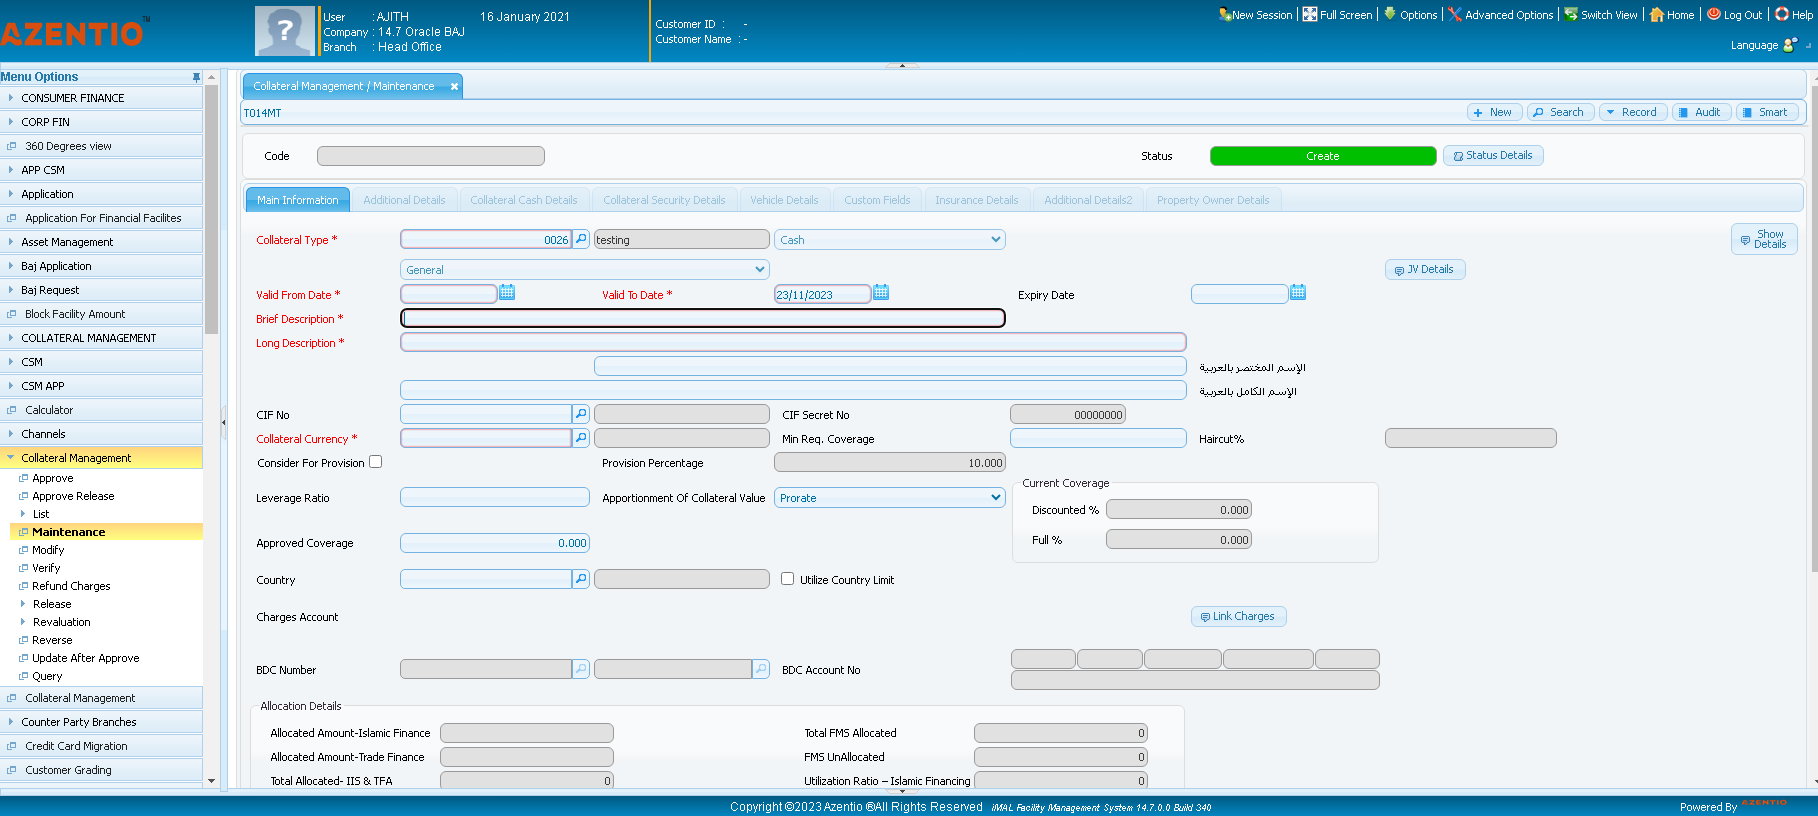 AZENTIO™
User : AJITH 16 January 2021
Company : 14.7 Oracle BAJ
Branch : Head Office
Customer ID : -
Customer Name : -
New Session Full Screen Options Advanced Options Switch View Home Log Out Help
Language
Menu Options
CONSUMER FINANCE
CORP FIN
360 Degrees view
APP CSM
Application
Application For Financial Facilites
Asset Management
Baj Application
Baj Request
Block Facility Amount
COLLATERAL MANAGEMENT
CSM
CSM APP
Calculator
Channels
Collateral Management
Approve
Approve Release
List
Maintenance
Modify
Verify
Refund Charges
Release
Revaluation
Reverse
Update After Approve
Query
Collateral Management
Counter Party Branches
Credit Card Migration
Customer Grading
Collateral Management / Maintenance
T014MT
New Search Record Audit Smart
Code Status Create Status Details
Main Information Additional Details Collateral Cash Details Collateral Security Details Vehicle Details Custom Fields Insurance Details Additional Details2 Property Owner Details
Collateral Type * 0026 testing Cash Show Details
General JV Details
Valid From Date * Valid To Date * 23/11/2023 Expiry Date
Brief Description *
Long Description *
الإسم المختصر بالعربية
الإسم الكامل بالعربية
CIF No CIF Secret No 00000000
Collateral Currency * Min Req. Coverage Haircut%
Consider For Provision Provision Percentage 10.000
Leverage Ratio Apportionment Of Collateral Value Prorate
Current Coverage
Discounted % 0.000
Full % 0.000
Approved Coverage 0.000
Country Utilize Country Limit
Charges Account Link Charges
BDC Number BDC Account No
Allocation Details
Allocated Amount-Islamic Finance Total FMS Allocated 0
Allocated Amount-Trade Finance FMS UnAllocated 0
Total Allocated- IIS & TFA 0 Utilization Ratio – Islamic Financing 0
Copyright ©2023 Azentio ®All Rights Reserved iMAL Facility Management System 14.7.0.0 Build 340
Powered By AZENTIO